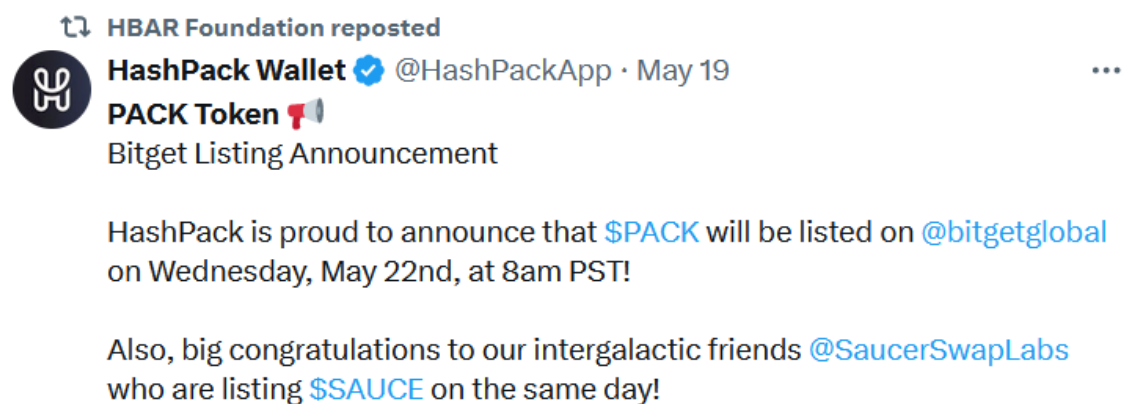 HBAR Foundation reposted
HashPack Wallet @HashPackApp · May 19
PACK Token
Bitget Listing Announcement
HashPack is proud to announce that $PACK will be listed on @bitgetglobal
on Wednesday, May 22nd, at 8am PST!
Also, big congratulations to our intergalactic friends @SaucerSwapLabs
who are listing $SAUCE on the same day!